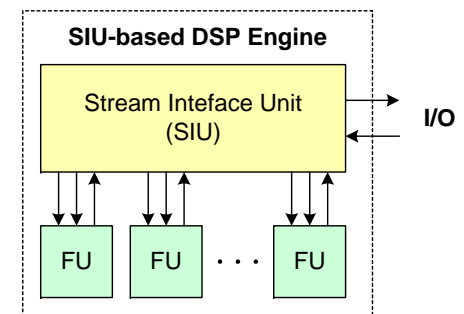 SIU-based DSP Engine
Stream Inteface Unit
(SIU)
I/O
FU FU . . . FU